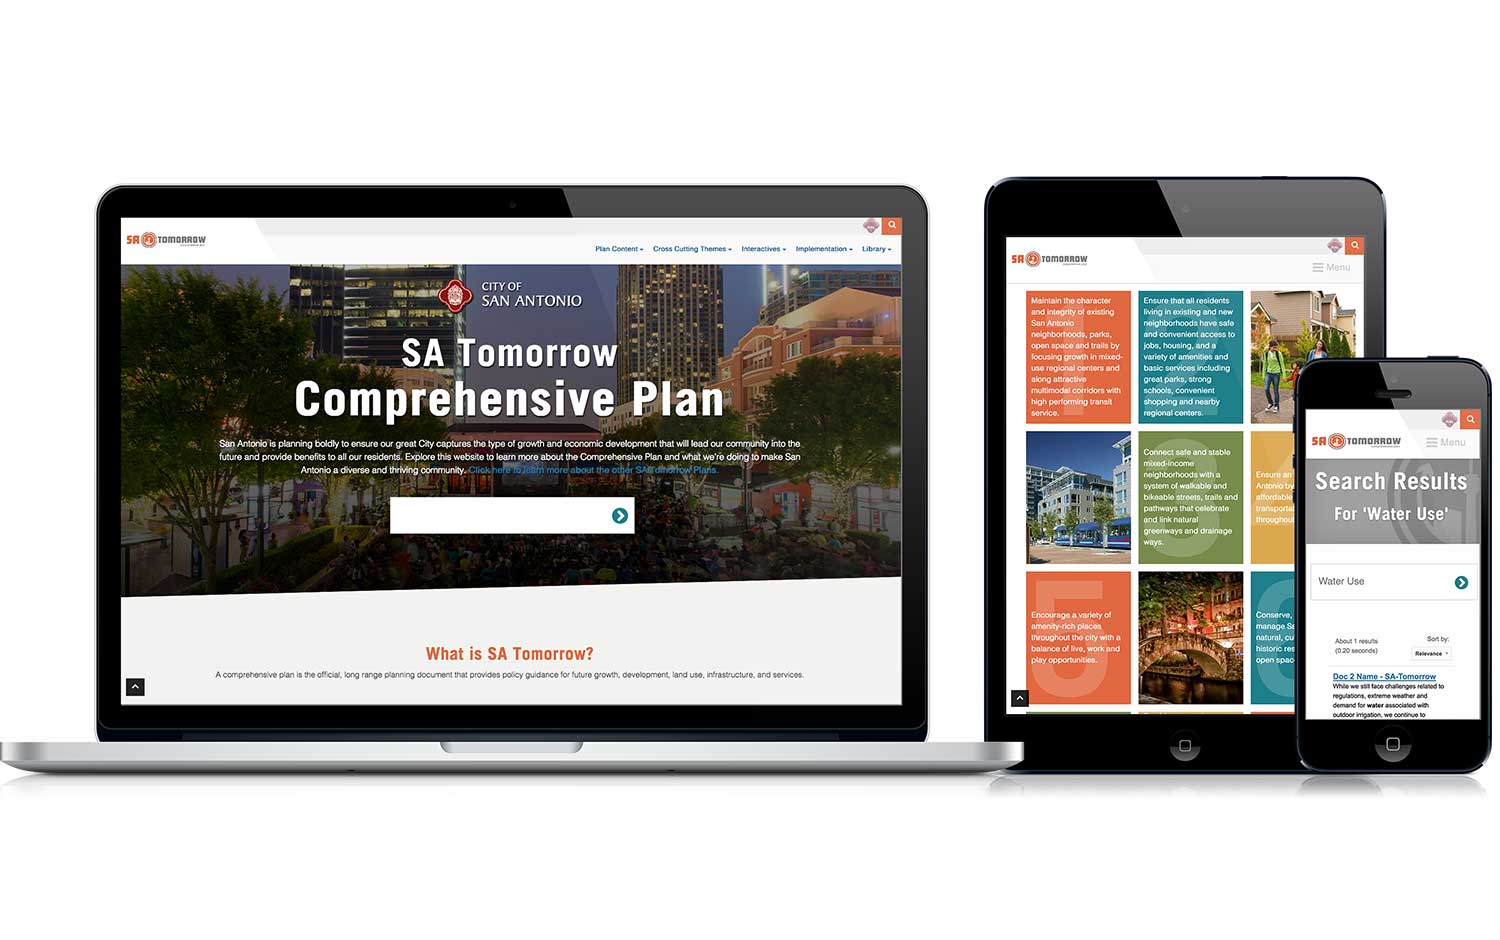 SA TOMORROW
Plan Content
Cross Cutting Themes
Interactives
Implementation
Library
CITY OF
SAN ANTONIO
SA Tomorrow
Comprehensive Plan
San Antonio is planning boldly to ensure our great City captures the type of growth and economic development that will lead our community into the
future and provide benefits to all our residents. Explore this website to learn more about the Comprehensive Plan and what we're doing to make San
Antonio a diverse and thriving community. Click here to learn more about the other SA Tomorrow Plans.
What is SA Tomorrow?
A comprehensive plan is the official, long range planning document that provides policy guidance for future growth, development, land use, infrastructure, and services.
SA TOMORROW
Menu
Maintain the character
and integrity of existing
San Antonio
neighborhoods, parks,
open space and trails by
focusing growth in mixed-
use regional centers and
along attractive
multimodal corridors with
high performing transit
service.
Ensure that all residents
living in existing and new
neighborhoods have safe
and convenient access to
jobs, housing, and a
variety of amenities and
basic services including
great parks, strong
schools, convenient
shopping and nearby
regional centers.
Connect safe and stable
mixed-income
neighborhoods with a
system of walkable and
bikeable streets, trails and
pathways that celebrate
and link natural
greenways and drainage
ways.
3
Ensure an
Antonio by
affordable
transporta
throughout
5
Encourage a variety of
amenity-rich places
throughout the city with a
balance of live, work and
play opportunities.
6
Conserve,
manage Sa
natural, cu
historic res
open spac
SA TOMORROW
Menu
Search Results
For 'Water Use'
Water Use
About 1 results
(0.20 seconds)
Sort by:
Relevance
Doc 2 Name - SA-Tomorrow
While we still face challenges related to
regulations, extreme weather and
demand for water associated with
outdoor irrigation, we continue to